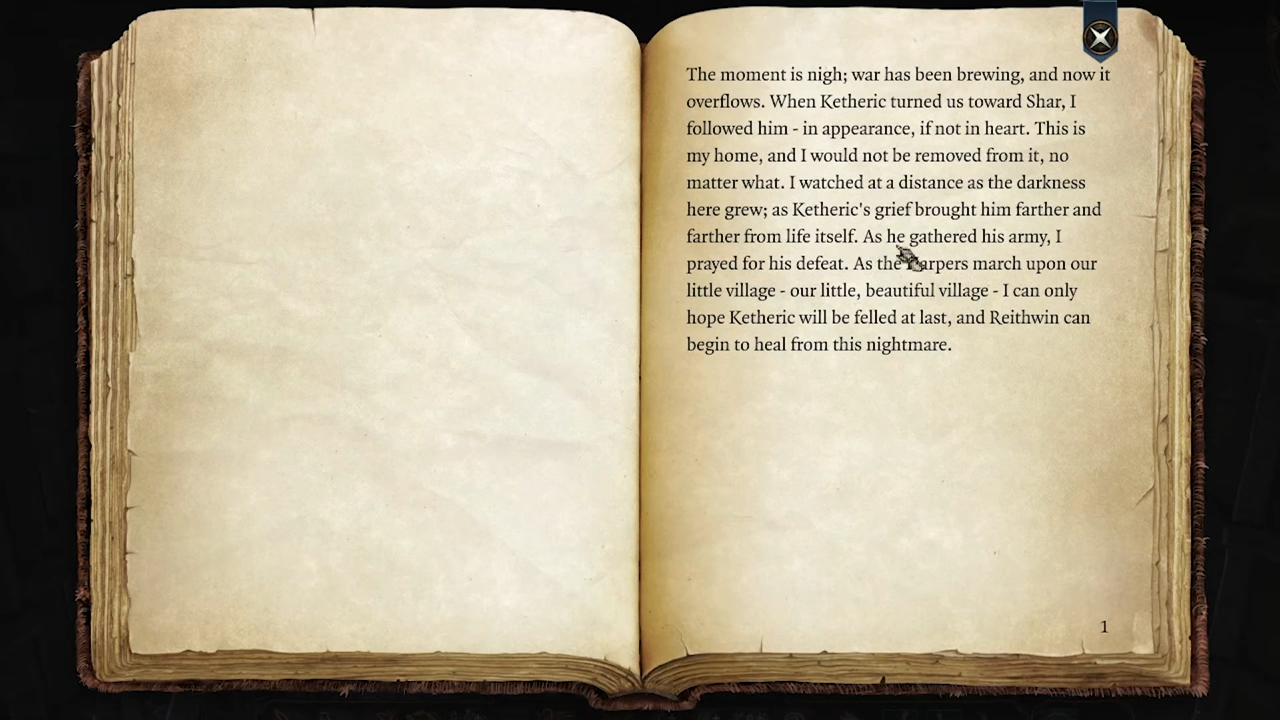 The moment is nigh; war has been brewing, and now it
overflows. When Ketheric turned us toward Shar, I
followed him - in appearance, if not in heart. This is
my home, and I would not be removed from it, no
matter what. I watched at a distance as the darkness
here grew; as Ketheric's grief brought him farther and
farther from life itself. As he gathered his army, I
prayed for his defeat. As the Harpers march upon our
little village - our little, beautiful village - I can only
hope Ketheric will be felled at last, and Reithwin can
begin to heal from this nightmare.
1